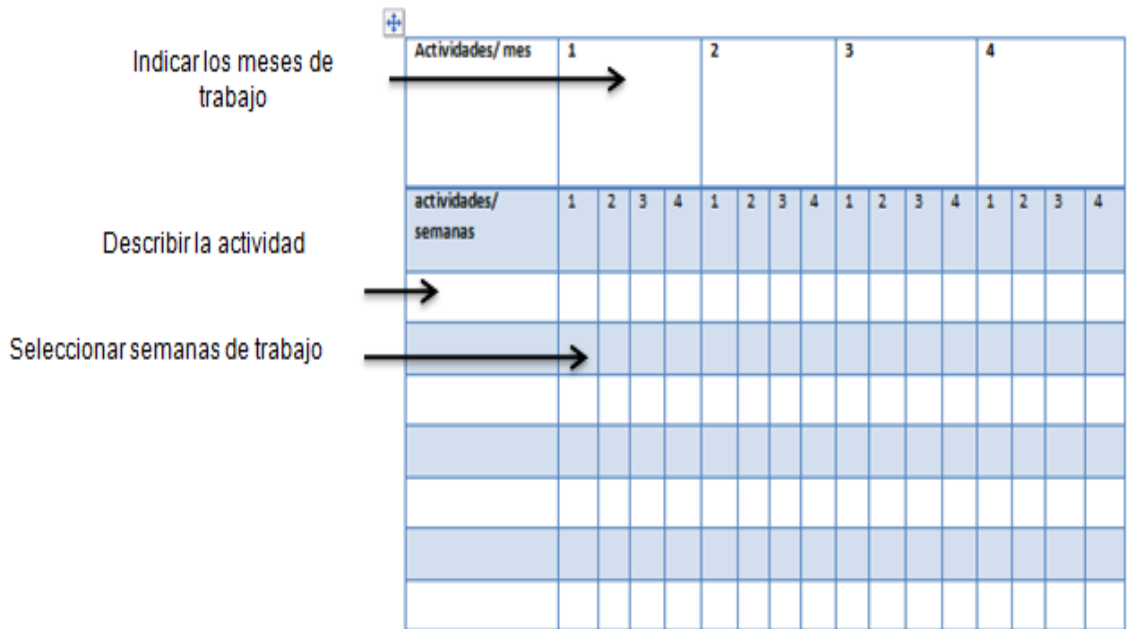 Indicar los meses de
trabajo
Actividades/ mes 1 2 3 4
actividades/ 1 2 3 4 1 2 3 4 1 2 3 4 1 2 3 4
semanas
Describir la actividad
Seleccionar semanas de trabajo